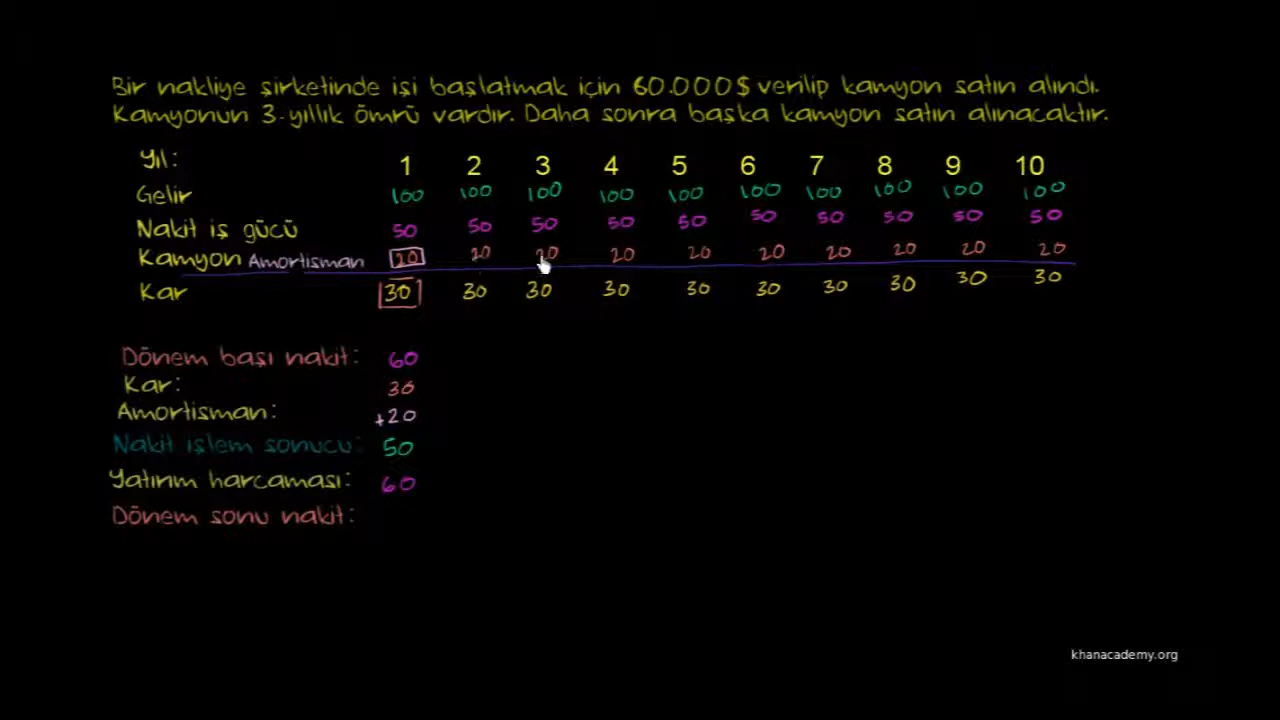 Bir nakliye şirketinde işi başlatmak için 60.000$ verilip kamyon satın alındı.
Kamyonun 3-yıllık ömrü vardır. Daha sonra başka kamyon satın alınacaktır.
Yıl: 1 2 3 4 5 6 7 8 9 10
Gelir 100 100 100 100 100 100 100 100 100 100
Nakit iş gücü 50 50 50 50 50 50 50 50 50 50
Kamyon Amortisman 20 20 20 20 20 20 20 20 20 20
Kar 30 30 30 30 30 30 30 30 30 30
Dönem başı nakit: 60
Kar: 30
Amortisman: +20
Nakit işlem sonucu: 50
Yatırım harcaması: 60
Dönem sonu nakit:
khanacademy.org